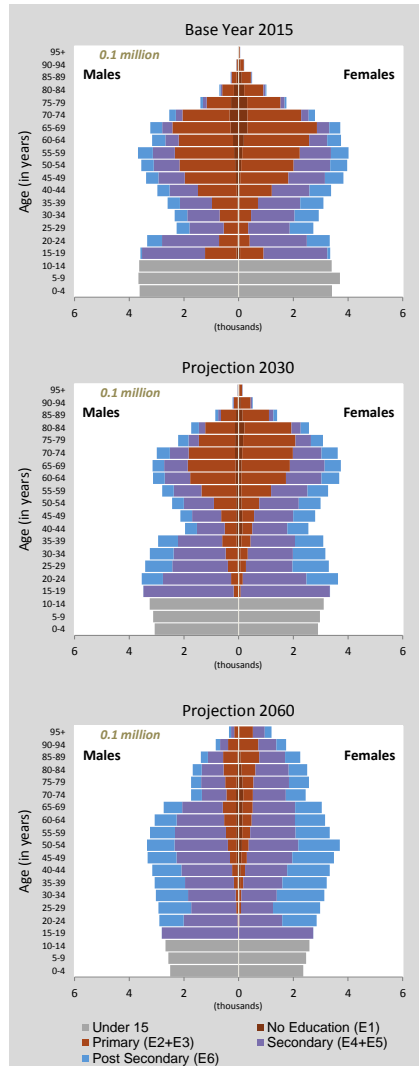 Base Year 2015
0.1 million
Males
Females
Age (in years)
95+
90-94
85-89
80-84
75-79
70-74
65-69
60-64
55-59
50-54
45-49
40-44
35-39
30-34
25-29
20-24
15-19
10-14
5-9
0-4
6 4 2 0 2 4 6
(thousands) (thousands)
Projection 2030
0.1 million
Males
Females
Age (in years)
95+
90-94
85-89
80-84
75-79
70-74
65-69
60-64
55-59
50-54
45-49
40-44
35-39
30-34
25-29
20-24
15-19
10-14
5-9
0-4
6 4 2 0 2 4 6
(thousands) (thousands)
Projection 2060
0.1 million
Males
Females
Age (in years)
95+
90-94
85-89
80-84
75-79
70-74
65-69
60-64
55-59
50-54
45-49
40-44
35-39
30-34
25-29
20-24
15-19
10-14
5-9
0-4
6 4 2 0 2 4 6
(thousands) (thousands)
Under 15 No Education (E1)
Primary (E2+E3) Secondary (E4+E5)
Post Secondary (E6)